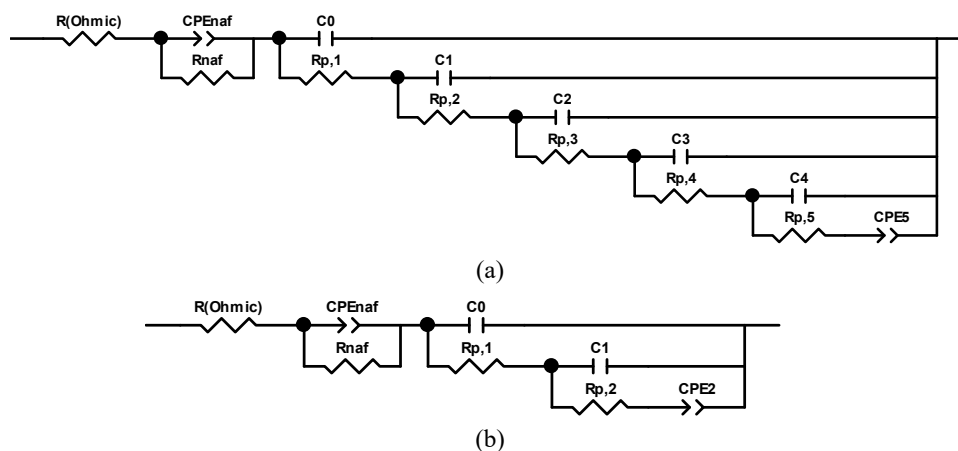 R(Ohmic) CPEnaf C0
Rnaf Rp,1 C1
Rp,2 C2
Rp,3 C3
Rp,4 C4
Rp,5 CPE5
(a)
R(Ohmic) CPEnaf C0
Rnaf Rp,1 C1
Rp,2 CPE2
(b)